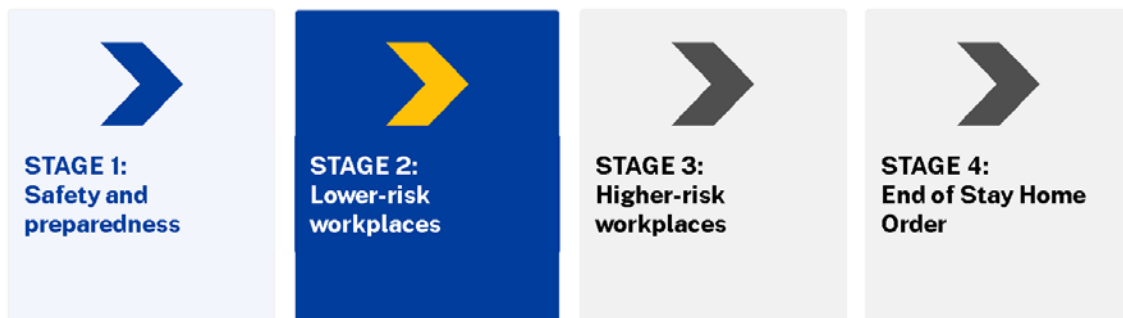 STAGE 1:
Safety and
preparedness
STAGE 2:
Lower-risk
workplaces
STAGE 3:
Higher-risk
workplaces
STAGE 4:
End of Stay Home
Order